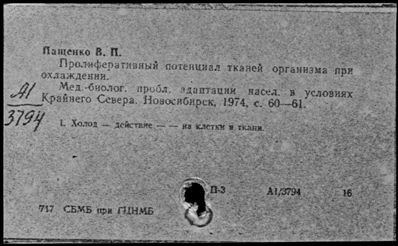 Пащенко В. П.
Пролиферативный потенциал тканей организма при
охлаждении.
Мед.-биолог. пробл. адаптации насел. в условиях
Крайнего Севера. Новосибирск, 1974, с. 60—61.
А1
3794
1. Холод — действие — — на клетки и ткани.
П-3 А1/3794 16
717 СБМБ при ГЦНМБ